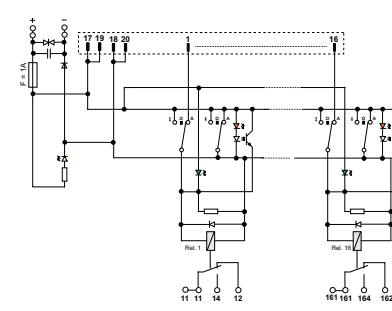 + –
17 19 18 20 1 16
F = 1A
I O A I O A
Rel. 1 Rel. 16
11 11 14 12 161 161 164 162